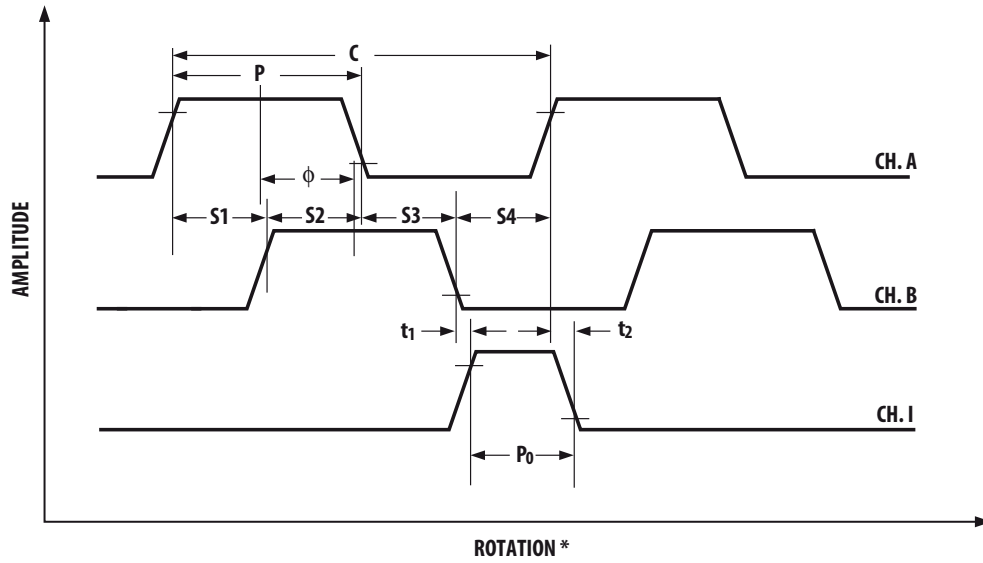 C
P
CH. A
ϕ
S1 S2 S3 S4
AMPLITUDE
CH. B
t1 t2
CH. I
P0
ROTATION *